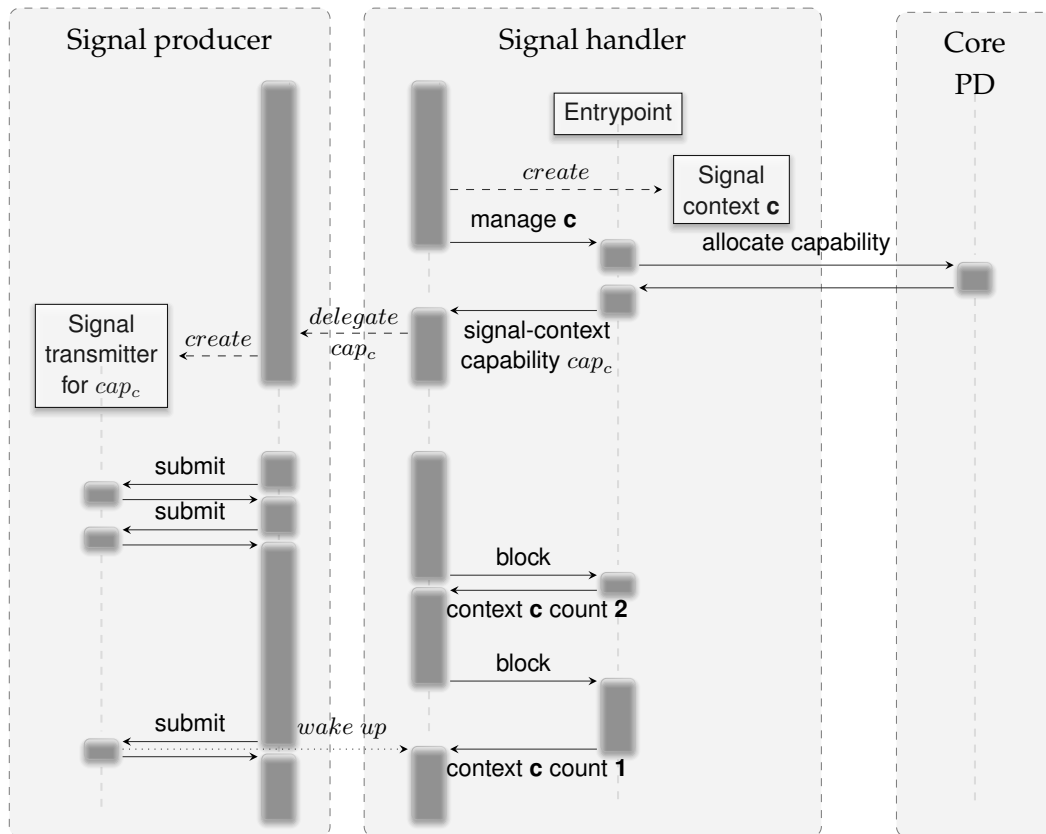 Signal producer
Signal handler
Core
PD
Entrypoint
create
Signal
context c
manage c
allocate capability
delegate
cap_c
signal-context
capability cap_c
Signal
transmitter
for cap_c
create
submit
submit
block
context c count 2
block
submit
wake up
context c count 1